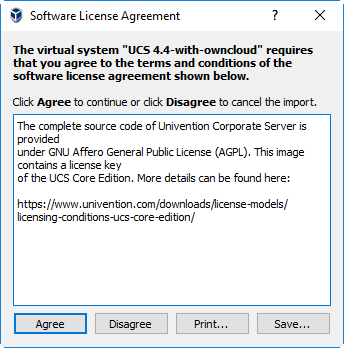 Software License Agreement
The virtual system "UCS 4.4-with-owncloud" requires
that you agree to the terms and conditions of the
software license agreement shown below.
Click Agree to continue or click Disagree to cancel the import.
The complete source code of Univention Corporate Server is
provided
under GNU Affero General Public License (AGPL). This image
contains a license key
of the UCS Core Edition. More details can be found here:
https://www.univention.com/downloads/license-models/
licensing-conditions-ucs-core-edition/
Agree
Disagree
Print...
Save...